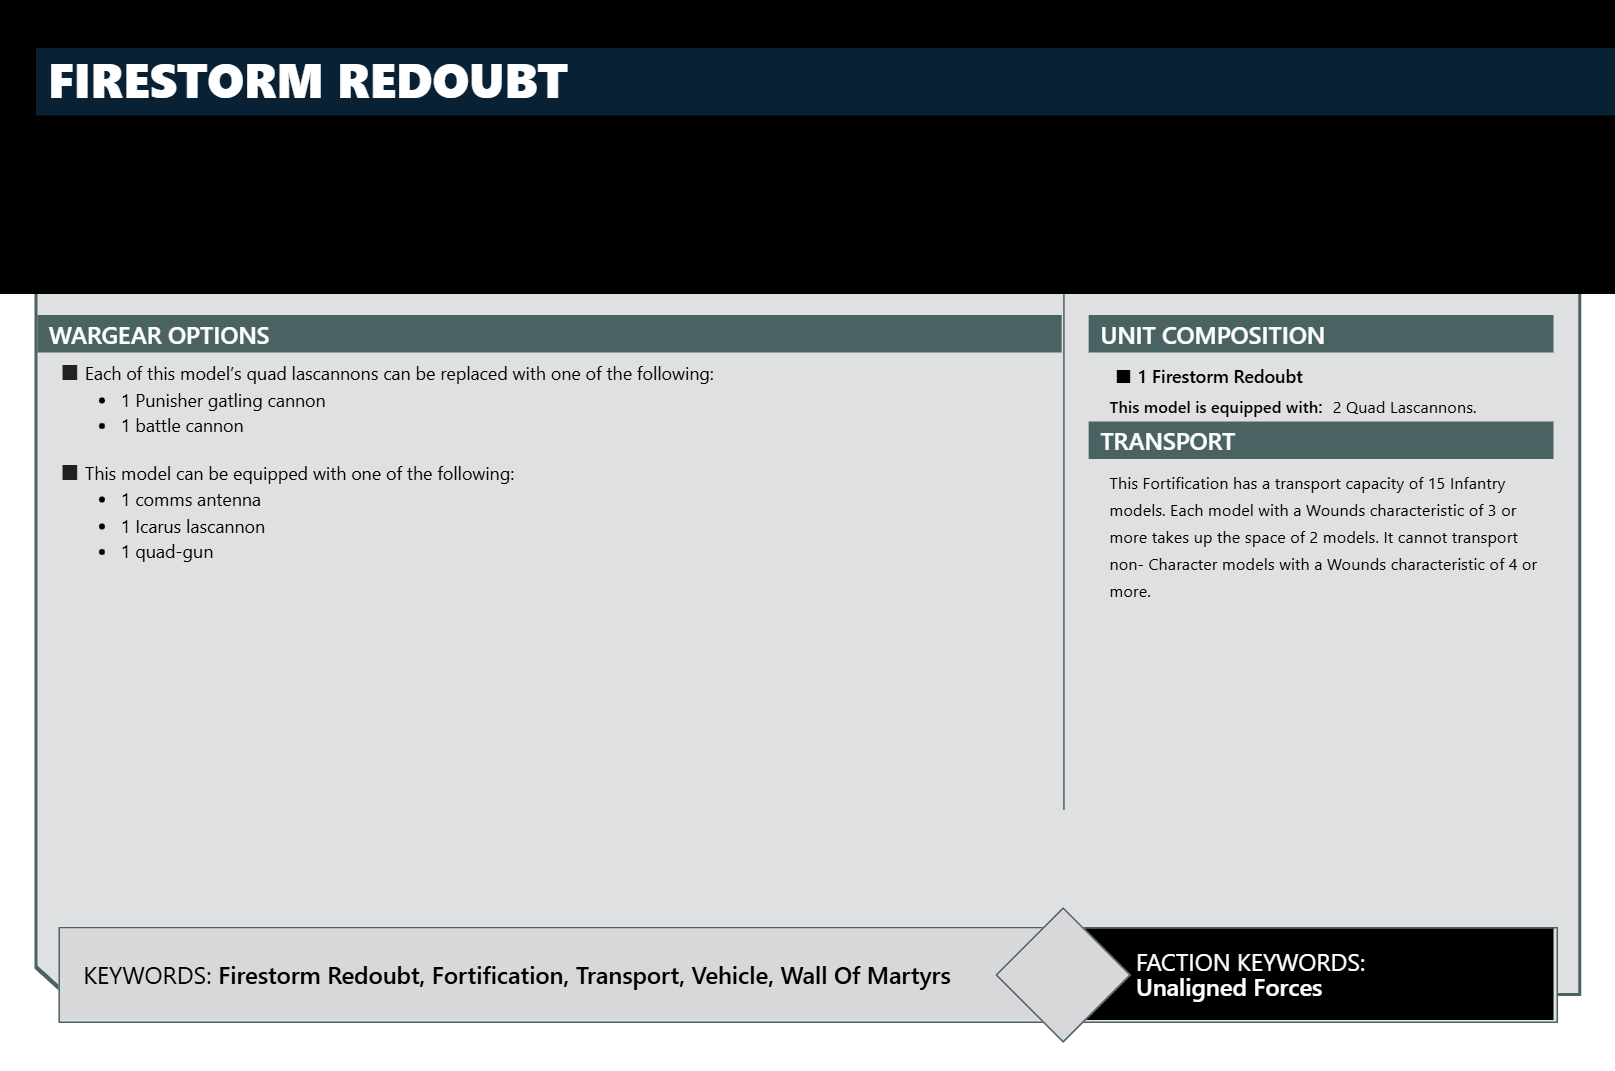 FIRESTORM REDOUBT
WARGEAR OPTIONS
■ Each of this model’s quad lascannons can be replaced with one of the following:
• 1 Punisher gatling cannon
• 1 battle cannon
■ This model can be equipped with one of the following:
• 1 comms antenna
• 1 Icarus lascannon
• 1 quad-gun
UNIT COMPOSITION
■ 1 Firestorm Redoubt
This model is equipped with: 2 Quad Lascannons.
TRANSPORT
This Fortification has a transport capacity of 15 Infantry
models. Each model with a Wounds characteristic of 3 or
more takes up the space of 2 models. It cannot transport
non- Character models with a Wounds characteristic of 4 or
more.
KEYWORDS: Firestorm Redoubt, Fortification, Transport, Vehicle, Wall Of Martyrs
FACTION KEYWORDS:
Unaligned Forces